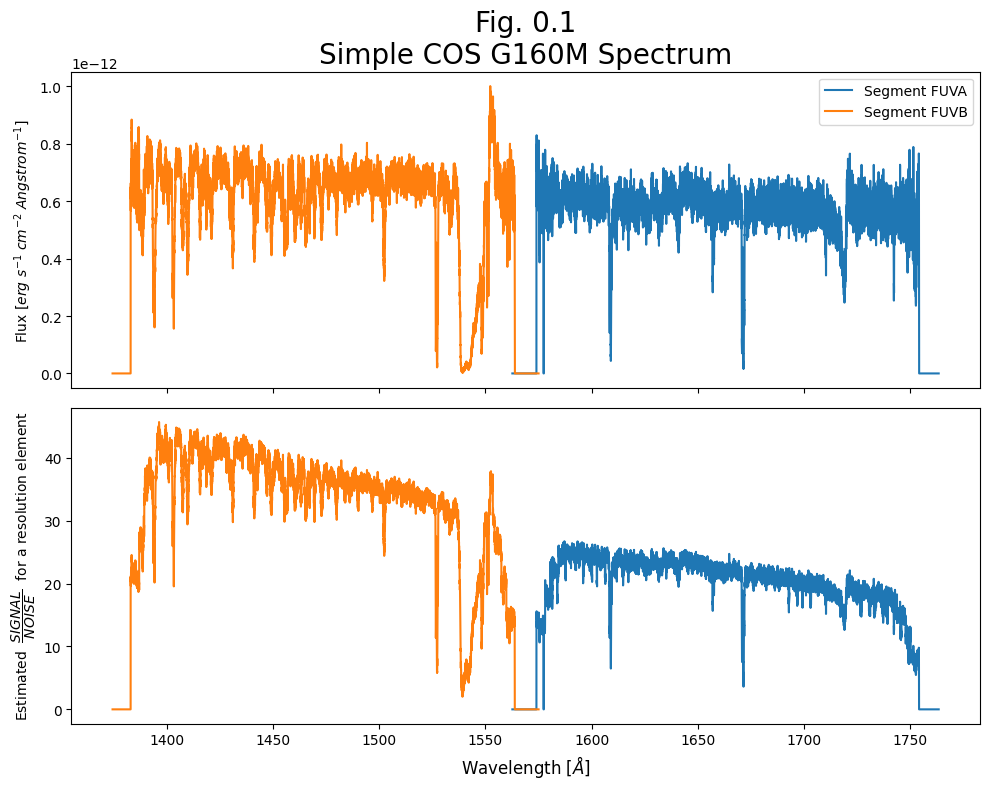 Fig. 0.1
Simple COS G160M Spectrum
1e−12
Flux [erg s⁻¹ cm⁻² Angstrom⁻¹]
1.0
0.8
0.6
0.4
0.2
0.0
Segment FUVA
Segment FUVB
Estimated SIGNAL/NOISE for a resolution element
40
30
20
10
0
1400 1450 1500 1550 1600 1650 1700 1750
Wavelength [Å]